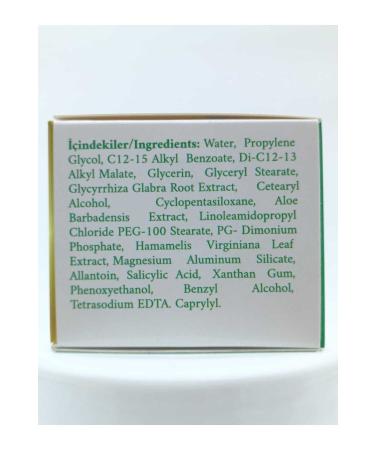 İçindekiler/Ingredients: Water, Propylene
Glycol, C12-15 Alkyl Benzoate, Di-C12-13
Alkyl Malate, Glycerin, Glyceryl Stearate,
Glycyrrhiza Glabra Root Extract, Cetearyl
Alcohol, Cyclopentasiloxane, Aloe
Barbadensis Extract, Linoleamidopropyl
Chloride PEG-100 Stearate, PG- Dimonium
Phosphate, Hamamelis Virginiana Leaf
Extract, Magnesium Aluminum Silicate,
Allantoin, Salicylic Acid, Xanthan Gum,
Phenoxyethanol, Benzyl Alcohol,
Tetrasodium EDTA. Caprylyl.